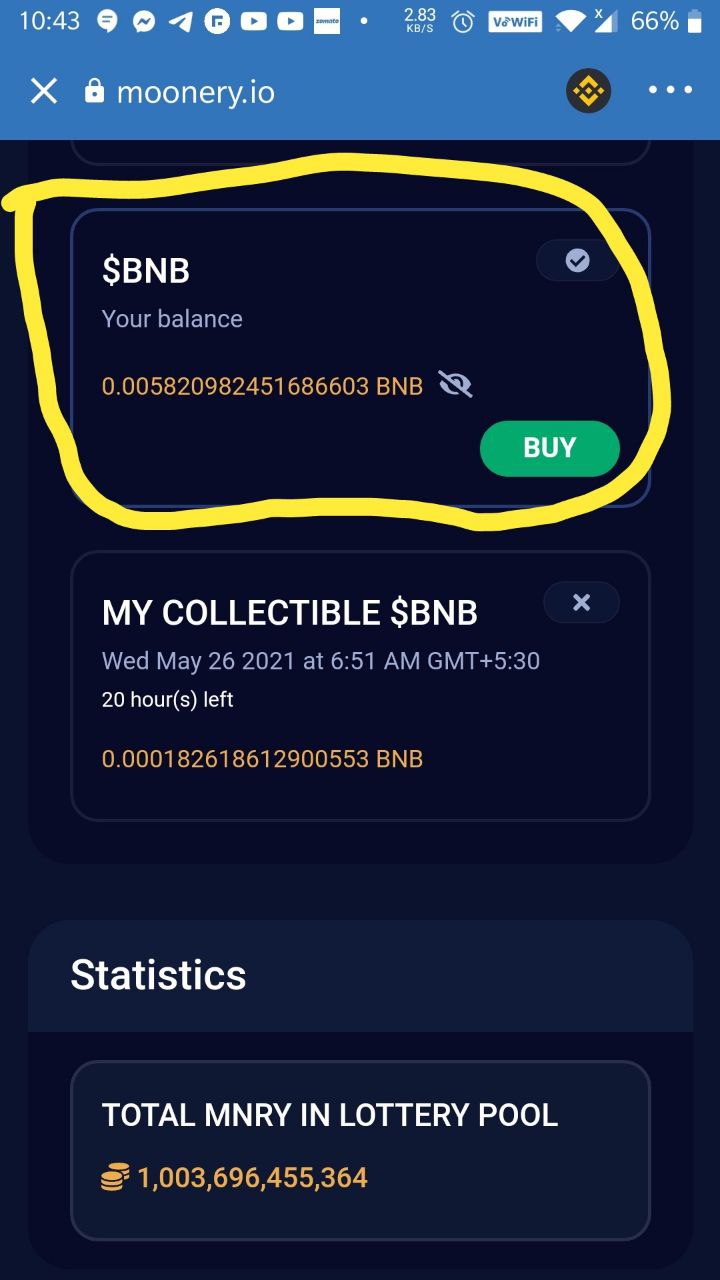 10:43
2.83
KB/S
VoWiFi
X
66%
moonery.io
$BNB
Your balance
0.005820982451686603 BNB
BUY
MY COLLECTIBLE $BNB
Wed May 26 2021 at 6:51 AM GMT+5:30
20 hour(s) left
0.000182618612900553 BNB
Statistics
TOTAL MNRY IN LOTTERY POOL
1,003,696,455,364